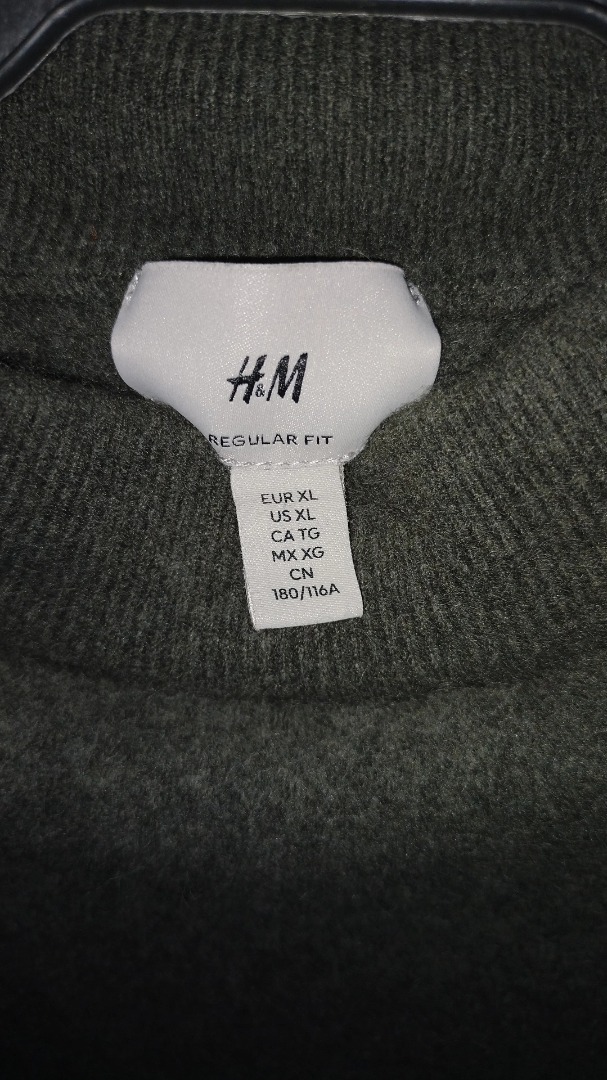 H&M
REGULAR FIT
EUR XL
US XL
CA TG
MX XG
CN
180/116A